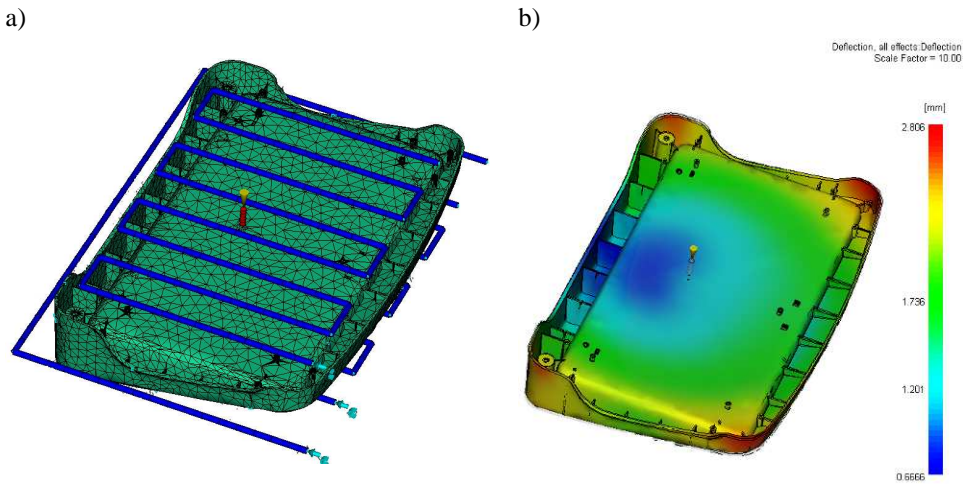 a)
b)
Deflection, all effects:Deflection
Scale Factor = 10.00
[mm]
2.806
1.736
1.201
0.6666